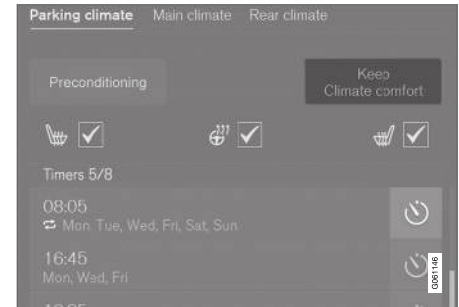 Parking climate Main climate Rear climate
Preconditioning
Keep
Climate comfort
Timers 5/8
08:05
Mon, Tue, Wed, Fri, Sat, Sun
16:45
Mon, Wed, Fri
G061146